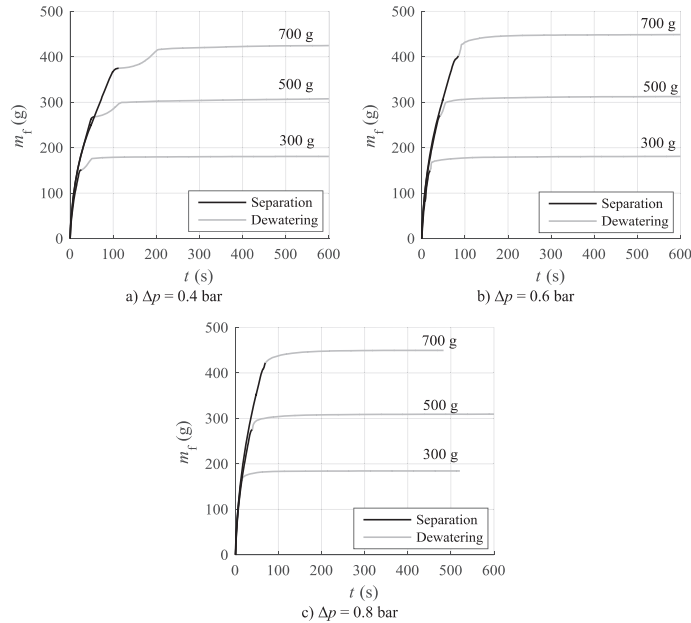 500
400
300
200
100
0
m_f (g)
700 g
500 g
300 g
Separation
Dewatering
0 100 200 300 400 500 600
t (s)
a) Δp = 0.4 bar
500
400
300
200
100
0
m_f (g)
700 g
500 g
300 g
Separation
Dewatering
0 100 200 300 400 500 600
t (s)
b) Δp = 0.6 bar
500
400
300
200
100
0
m_f (g)
700 g
500 g
300 g
Separation
Dewatering
0 100 200 300 400 500 600
t (s)
c) Δp = 0.8 bar